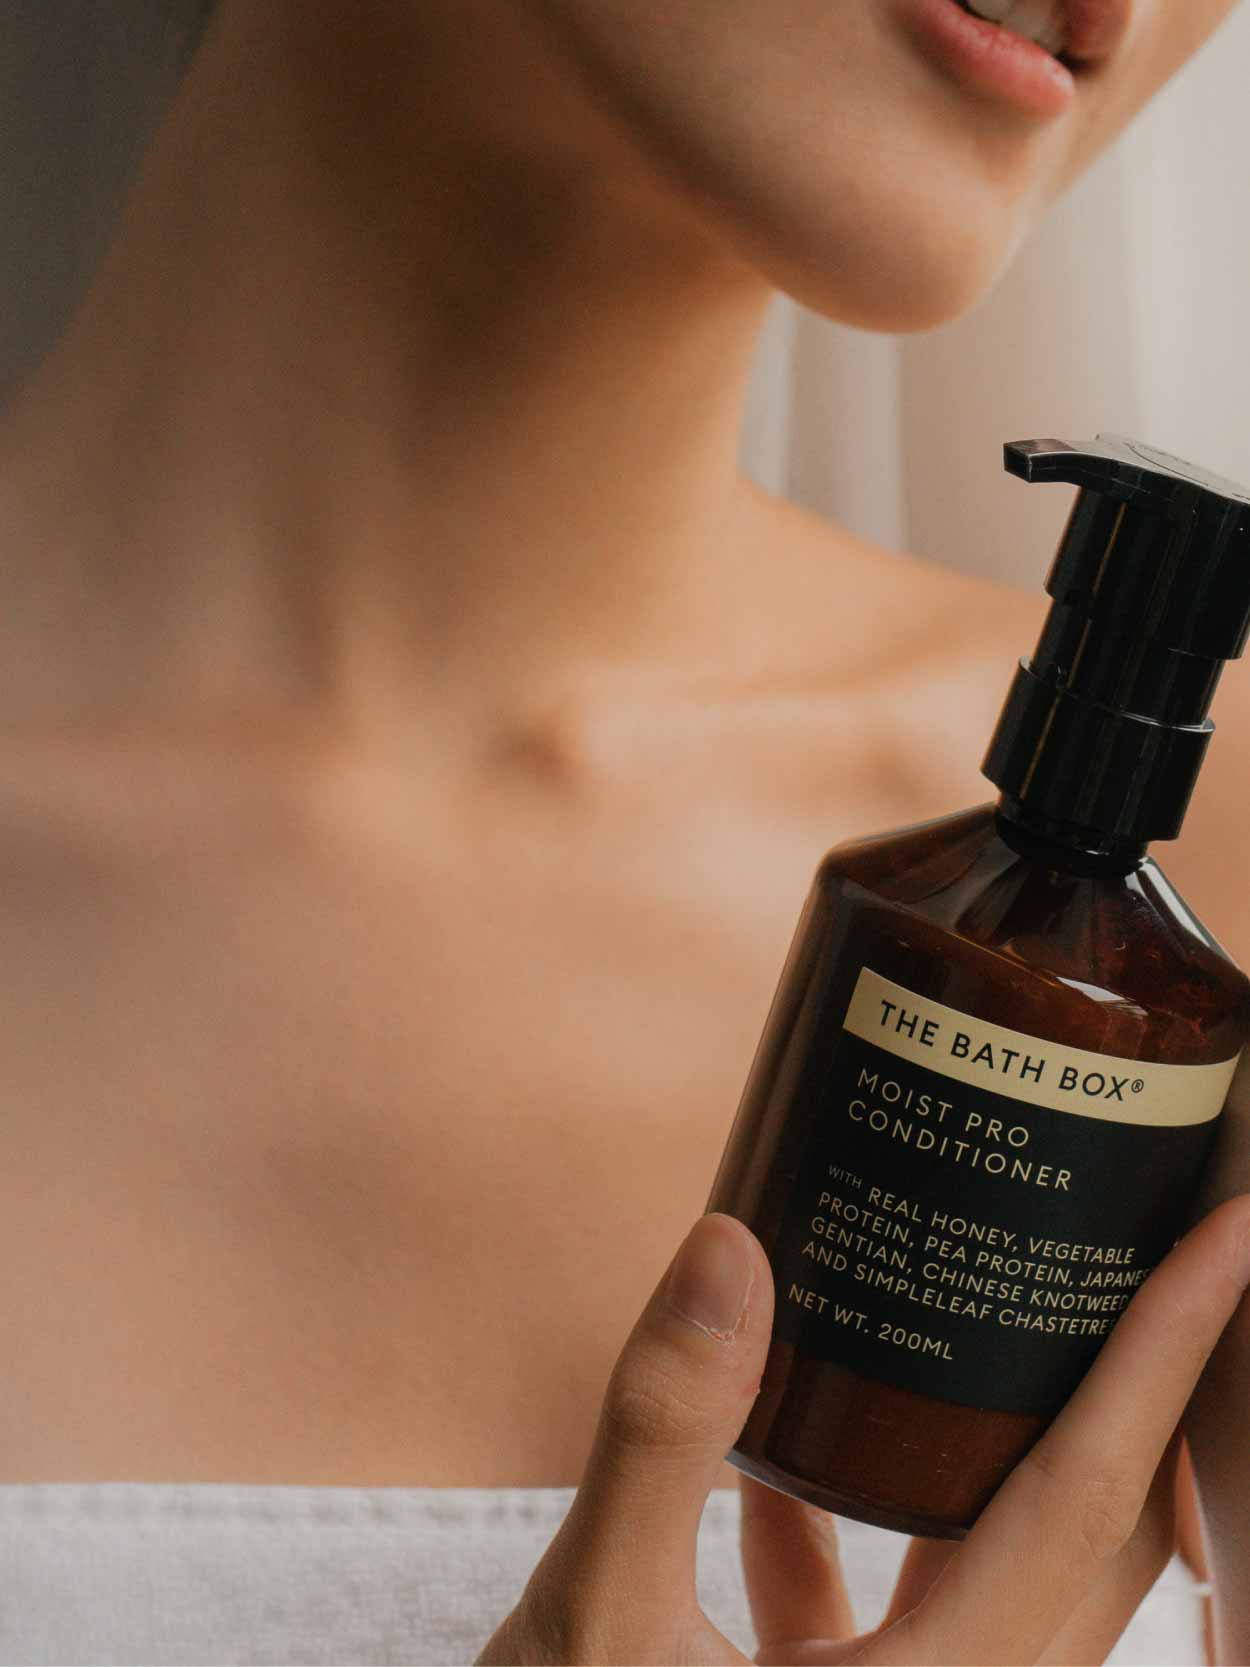 THE BATH BOX®
MOIST PRO
CONDITIONER
WITH REAL HONEY, VEGETABLE
PROTEIN, PEA PROTEIN,
GENTIAN, CHINESE KNOTWEED
AND SIMPLELEAF CHASTETREE
NET WT. 200ML